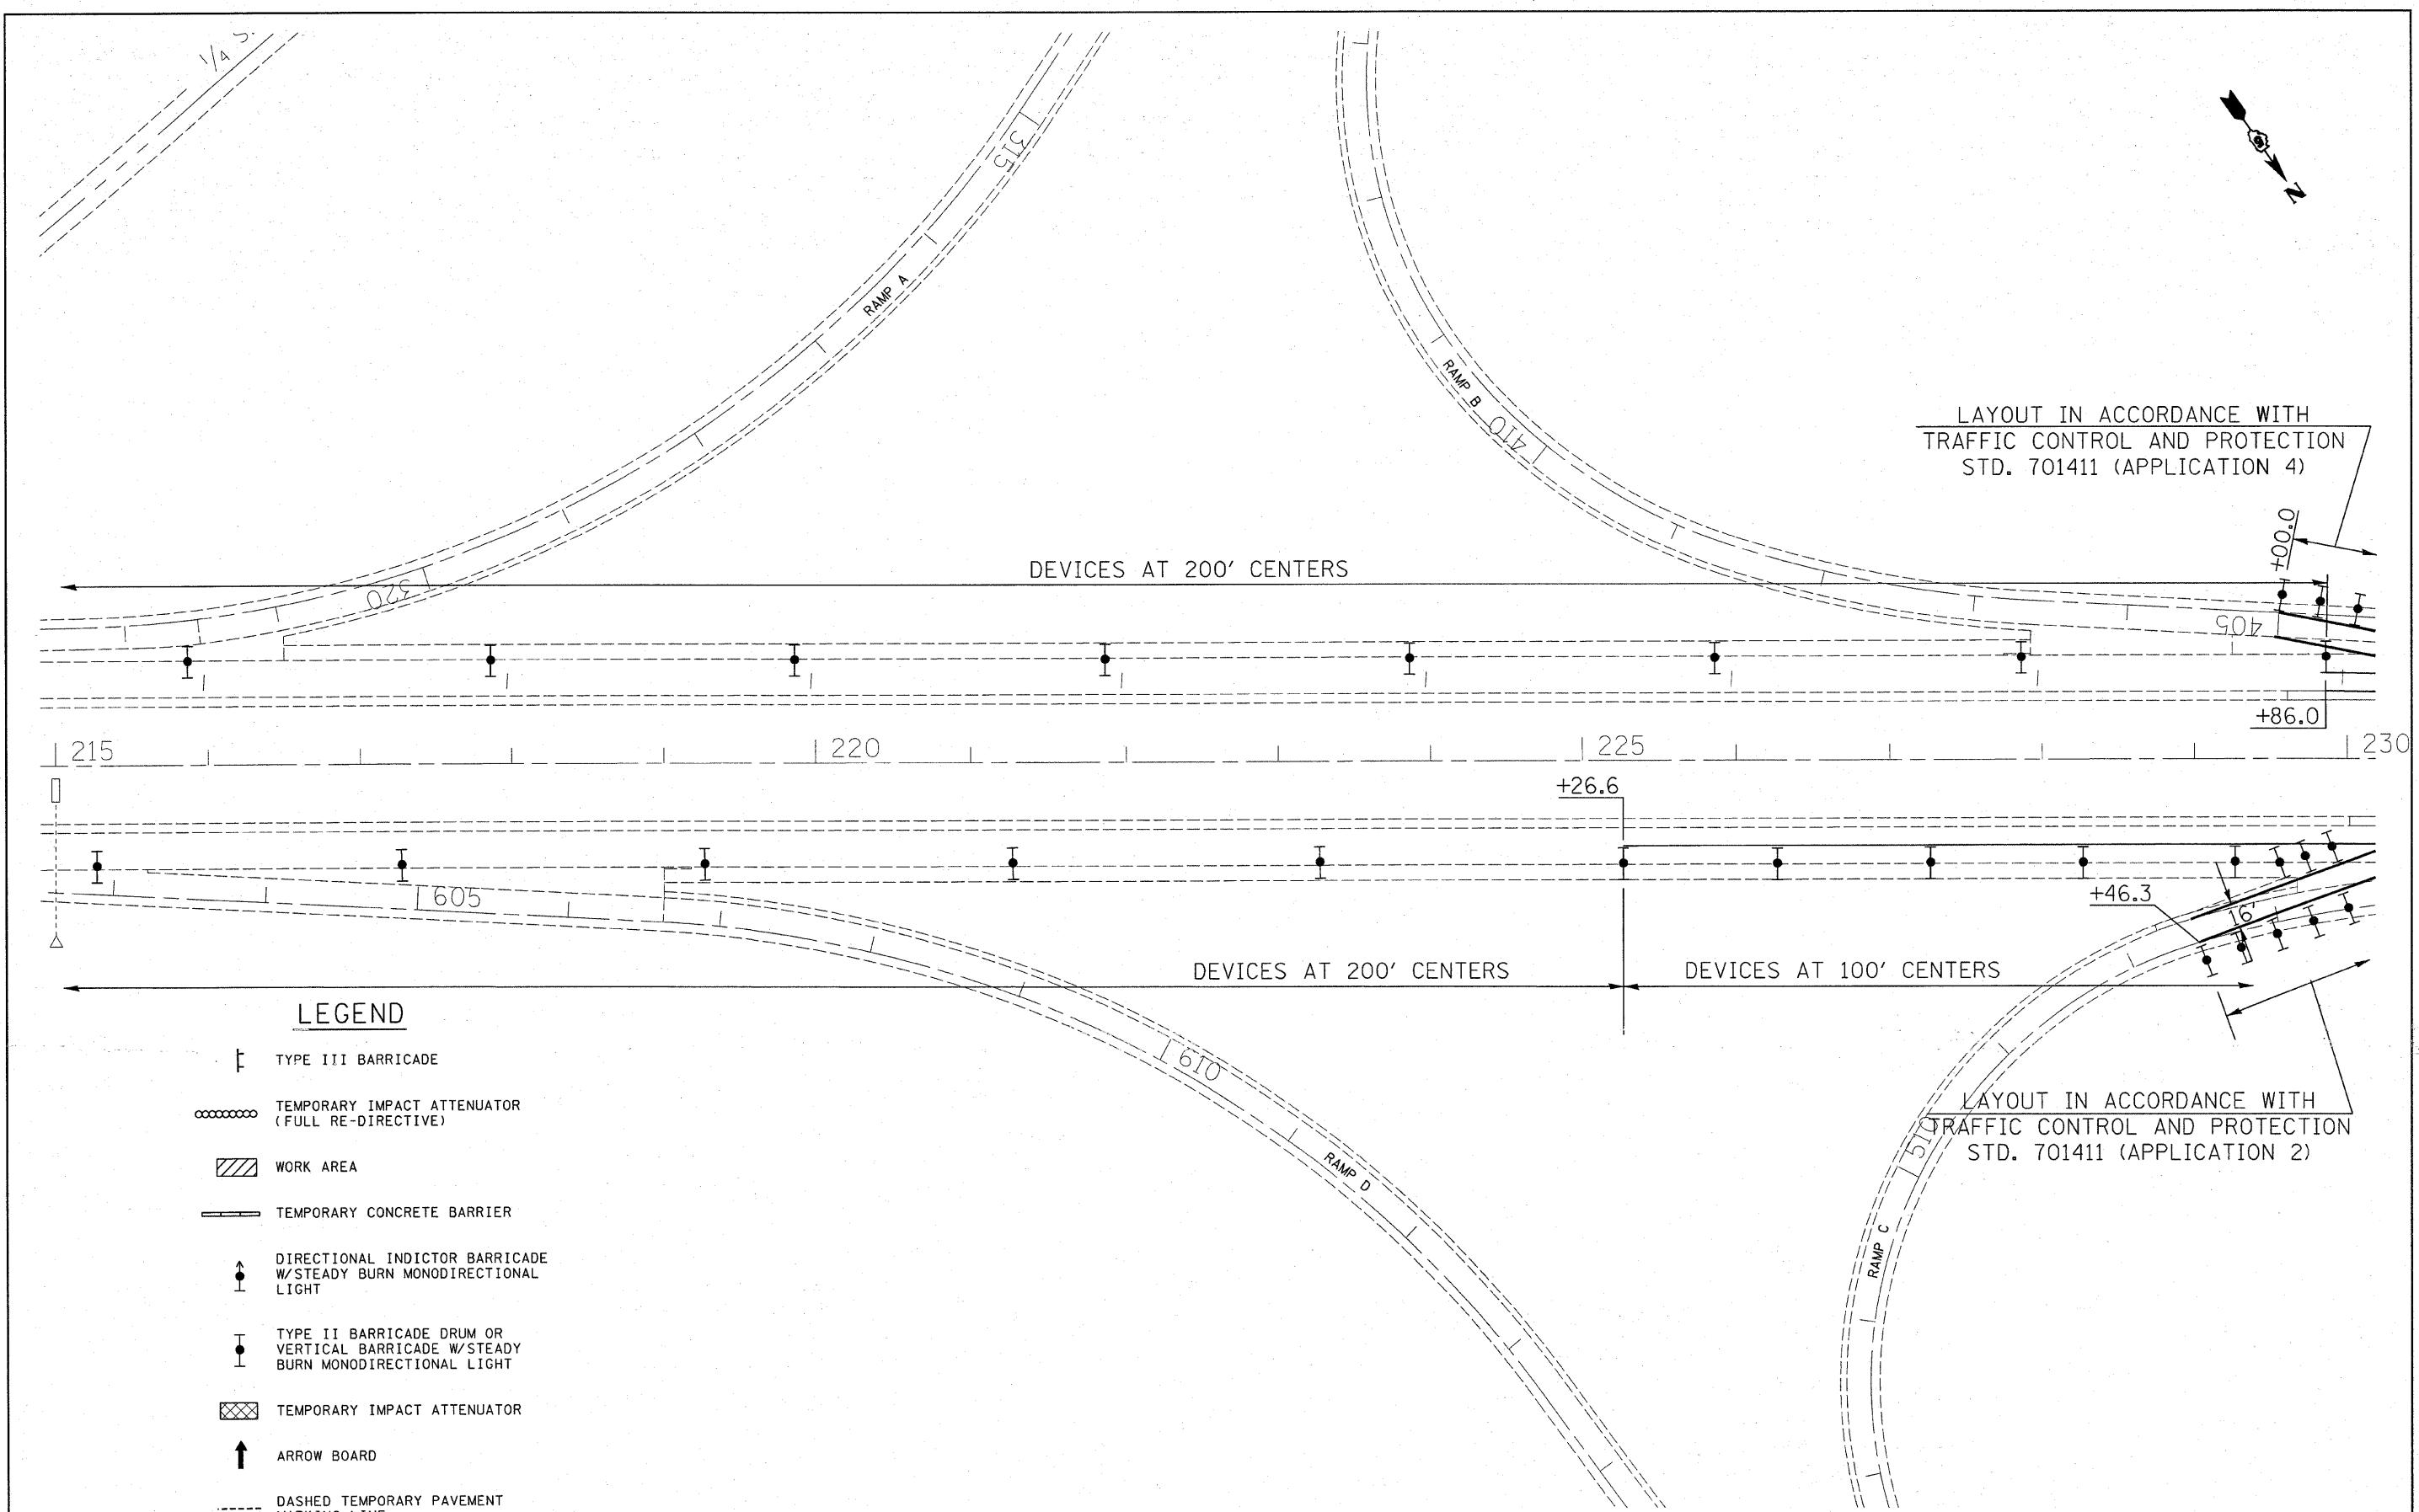 1/4 S.
315
RAMP A
RAMP B
410
N
LAYOUT IN ACCORDANCE WITH
TRAFFIC CONTROL AND PROTECTION
STD. 701411 (APPLICATION 4)
+00.0
DEVICES AT 200' CENTERS
320
405
+86.0
215
220
225
230
+26.6
605
+46.3
16'
DEVICES AT 200' CENTERS
DEVICES AT 100' CENTERS
610
RAMP D
510
RAMP C
LAYOUT IN ACCORDANCE WITH
TRAFFIC CONTROL AND PROTECTION
STD. 701411 (APPLICATION 2)
LEGEND
TYPE III BARRICADE
TEMPORARY IMPACT ATTENUATOR
(FULL RE-DIRECTIVE)
WORK AREA
TEMPORARY CONCRETE BARRIER
DIRECTIONAL INDICTOR BARRICADE
W/STEADY BURN MONODIRECTIONAL
LIGHT
TYPE II BARRICADE DRUM OR
VERTICAL BARRICADE W/STEADY
BURN MONODIRECTIONAL LIGHT
TEMPORARY IMPACT ATTENUATOR
ARROW BOARD
DASHED TEMPORARY PAVEMENT